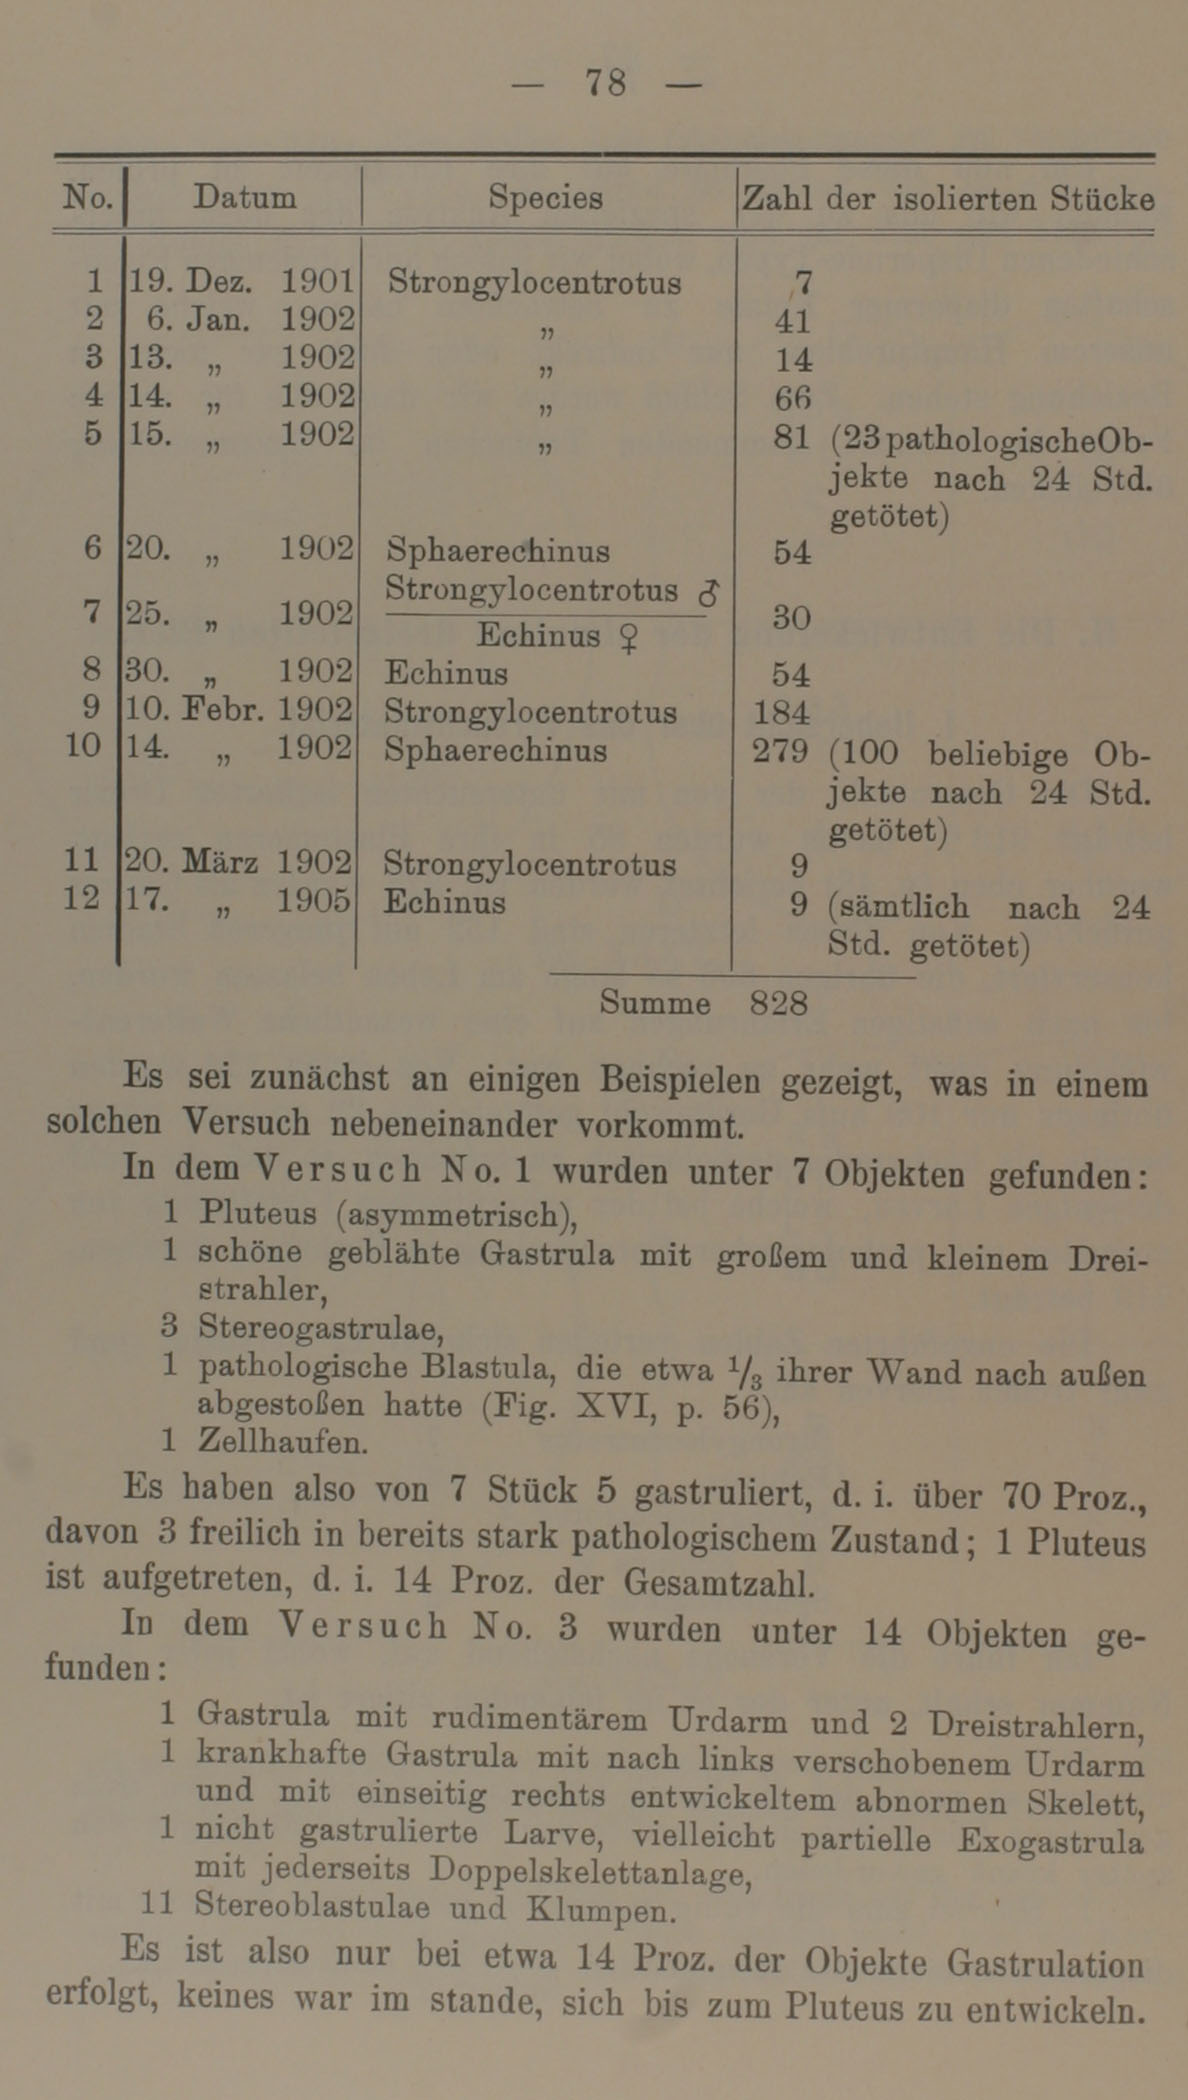 — 78 —
No. Datum Species Zahl der isolierten Stücke
1 19. Dez. 1901 Strongylocentrotus 7
2 6. Jan. 1902 „ 41
3 13. „ 1902 „ 14
4 14. „ 1902 „ 66
5 15. „ 1902 „ 81 (23 pathologische Ob-
jekte nach 24 Std.
getötet)
6 20. „ 1902 Sphaerechinus 54
Strongylocentrotus ♂
7 25. „ 1902 30
Echinus ♀
8 30. „ 1902 Echinus 54
9 10. Febr. 1902 Strongylocentrotus 184
10 14. „ 1902 Sphaerechinus 279 (100 beliebige Ob-
jekte nach 24 Std.
getötet)
11 20. März 1902 Strongylocentrotus 9
12 17. „ 1905 Echinus 9 (sämtlich nach 24
Std. getötet)
Summe 828
Es sei zunächst an einigen Beispielen gezeigt, was in einem
solchen Versuch nebeneinander vorkommt.
In dem Versuch No. 1 wurden unter 7 Objekten gefunden:
1 Pluteus (asymmetrisch),
1 schöne geblähte Gastrula mit großem und kleinem Drei-
strahler,
3 Stereogastrulae,
1 pathologische Blastula, die etwa 1/3 ihrer Wand nach außen
abgestoßen hatte (Fig. XVI, p. 56),
1 Zellhaufen.
Es haben also von 7 Stück 5 gastruliert, d. i. über 70 Proz.,
davon 3 freilich in bereits stark pathologischem Zustand; 1 Pluteus
ist aufgetreten, d. i. 14 Proz. der Gesamtzahl.
In dem Versuch No. 3 wurden unter 14 Objekten ge-
funden:
1 Gastrula mit rudimentärem Urdarm und 2 Dreistrahlern,
1 krankhafte Gastrula mit nach links verschobenem Urdarm
und mit einseitig rechts entwickeltem abnormen Skelett,
1 nicht gastrulierte Larve, vielleicht partielle Exogastrula
mit jederseits Doppelskelettanlage,
11 Stereoblastulae und Klumpen.
Es ist also nur bei etwa 14 Proz. der Objekte Gastrulation
erfolgt, keines war im stande, sich bis zum Pluteus zu entwickeln.